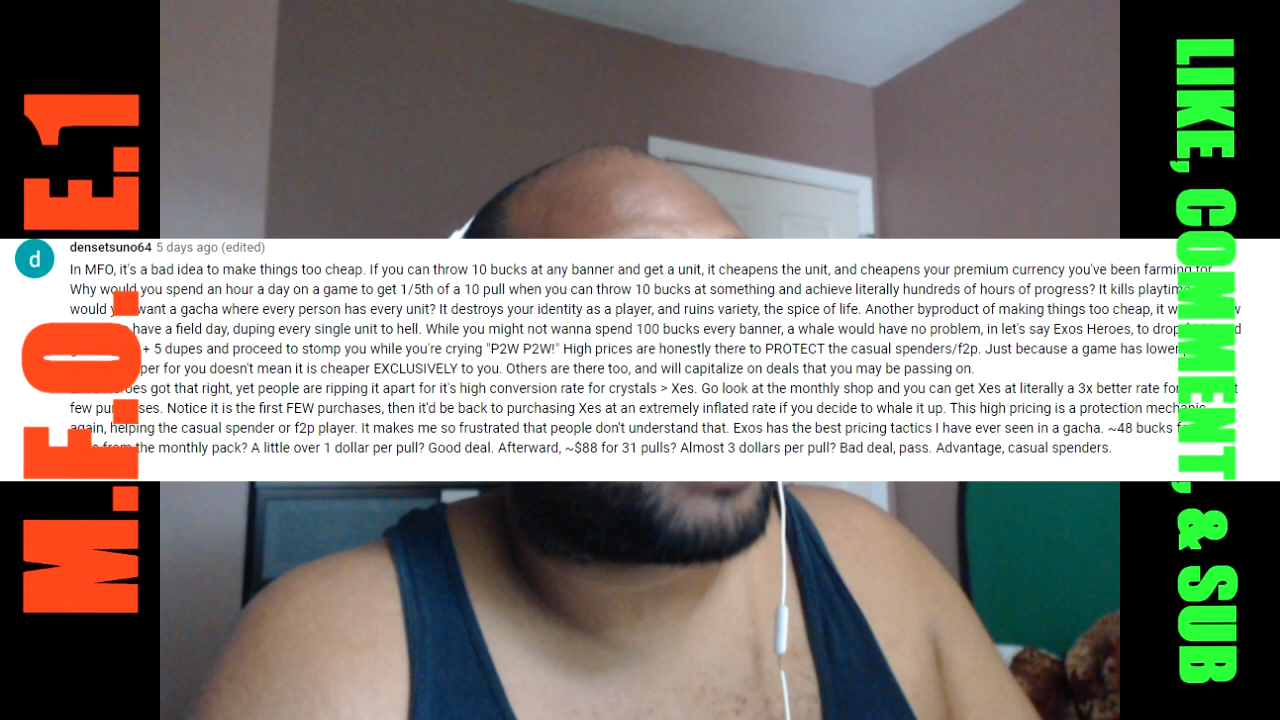 M.F.O. E.1
densetsuno64 5 days ago (edited)
d
In MFO, it's a bad idea to make things too cheap. If you can throw 10 bucks at any banner and get a unit, it cheapens the unit, and cheapens your premium currency you've been farming for.
Why would you spend an hour a day on a game to get 1/5th of a 10 pull when you can throw 10 bucks at something and achieve literally hundreds of hours of progress? It kills playtime
would you want a gacha where every person has every unit? It destroys your identity as a player, and ruins variety, the spice of life. Another byproduct of making things too cheap, it
have a field day, duping every single unit to hell. While you might not wanna spend 100 bucks every banner, a whale would have no problem, in let's say Exos Heroes, to drop
+ 5 dupes and proceed to stomp you while you're crying "P2W P2W!" High prices are honestly there to PROTECT the casual spenders/f2p. Just because a game has lower
for you doesn't mean it is cheaper EXCLUSIVELY to you. Others are there too, and will capitalize on deals that you may be passing on.
got that right, yet people are ripping it apart for it's high conversion rate for crystals > Xes. Go look at the monthly shop and you can get Xes at literally a 3x better rate for
few purchases. Notice it is the first FEW purchases, then it'd be back to purchasing Xes at an extremely inflated rate if you decide to whale it up. This high pricing is a protection mechanic
again, helping the casual spender or f2p player. It makes me so frustrated that people don't understand that. Exos has the best pricing tactics I have ever seen in a gacha. ~48 bucks
from the monthly pack? A little over 1 dollar per pull? Good deal. Afterward, ~$88 for 31 pulls? Almost 3 dollars per pull? Bad deal, pass. Advantage, casual spenders.
LIKE, COMMENT, & SUB